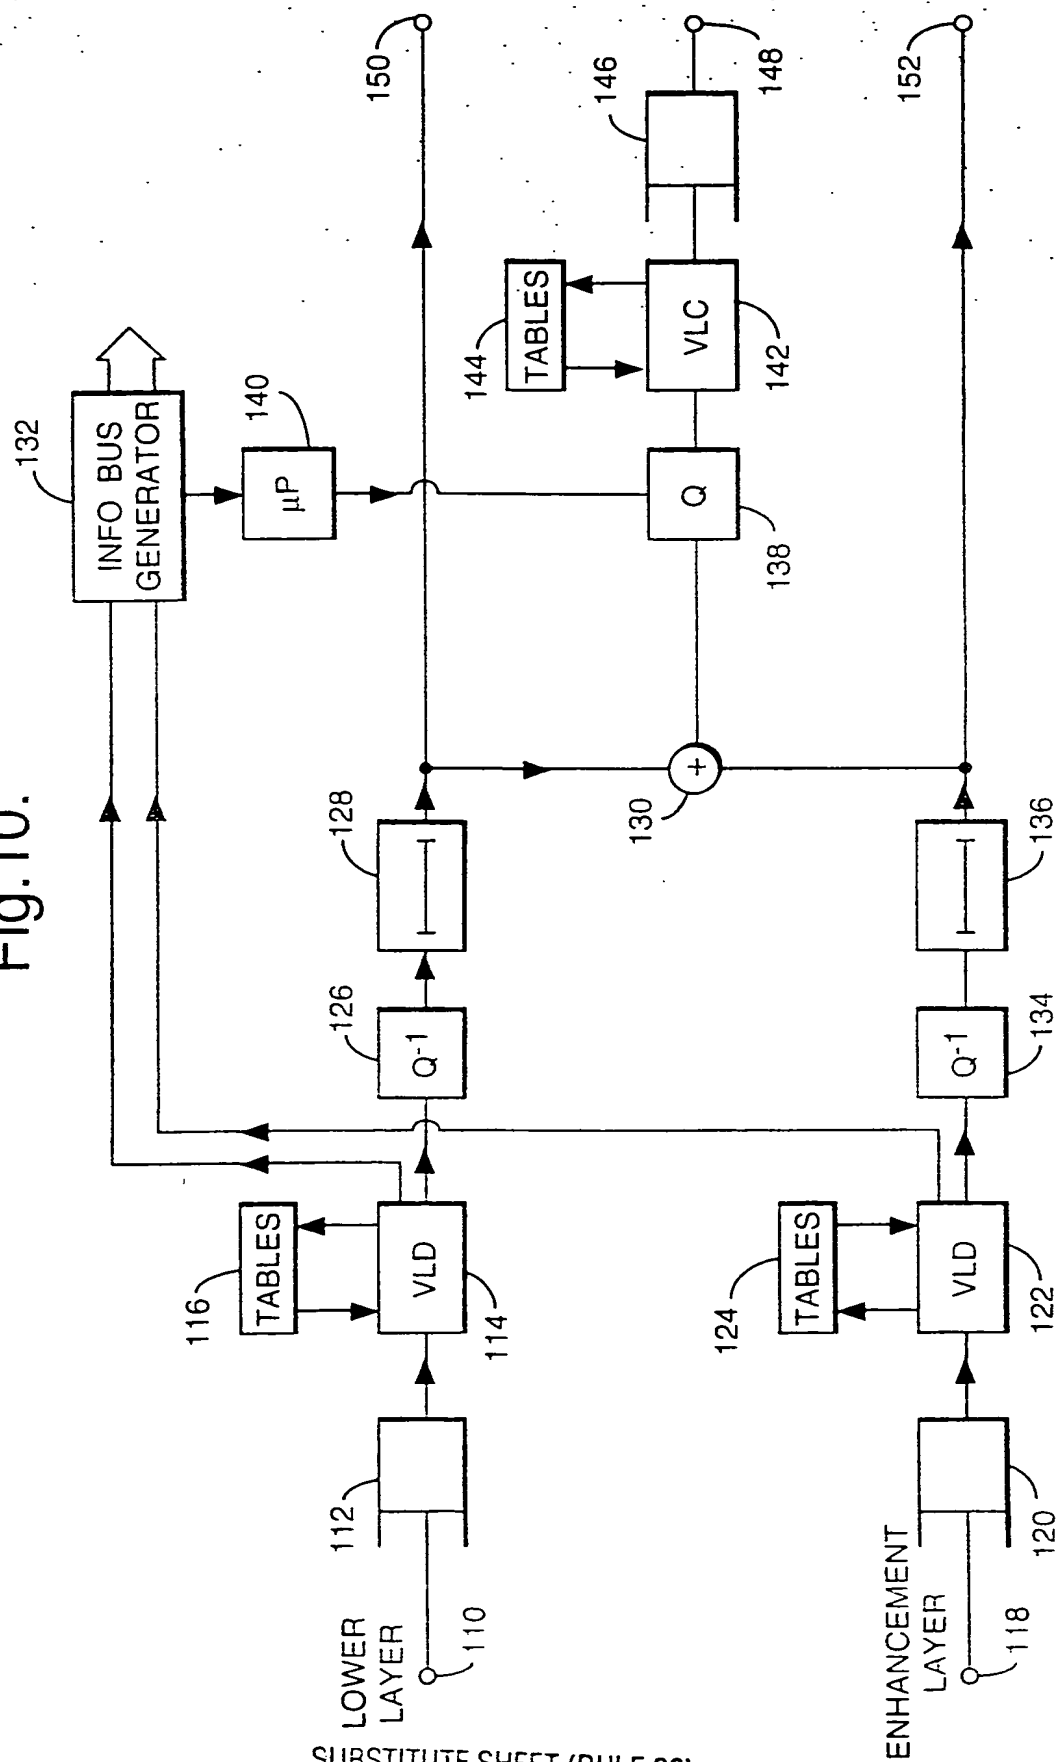 Fig.10.
132
INFO BUS
GENERATOR
140
µP
150
146
148
152
144
TABLES
VLC
142
Q
138
130
+
128
126
Q-1
136
134
Q-1
116
TABLES
VLD
114
124
TABLES
VLD
122
112
110
LOWER
LAYER
120
118
ENHANCEMENT
LAYER
SUBSTITUTE SHEET (RULE 26)